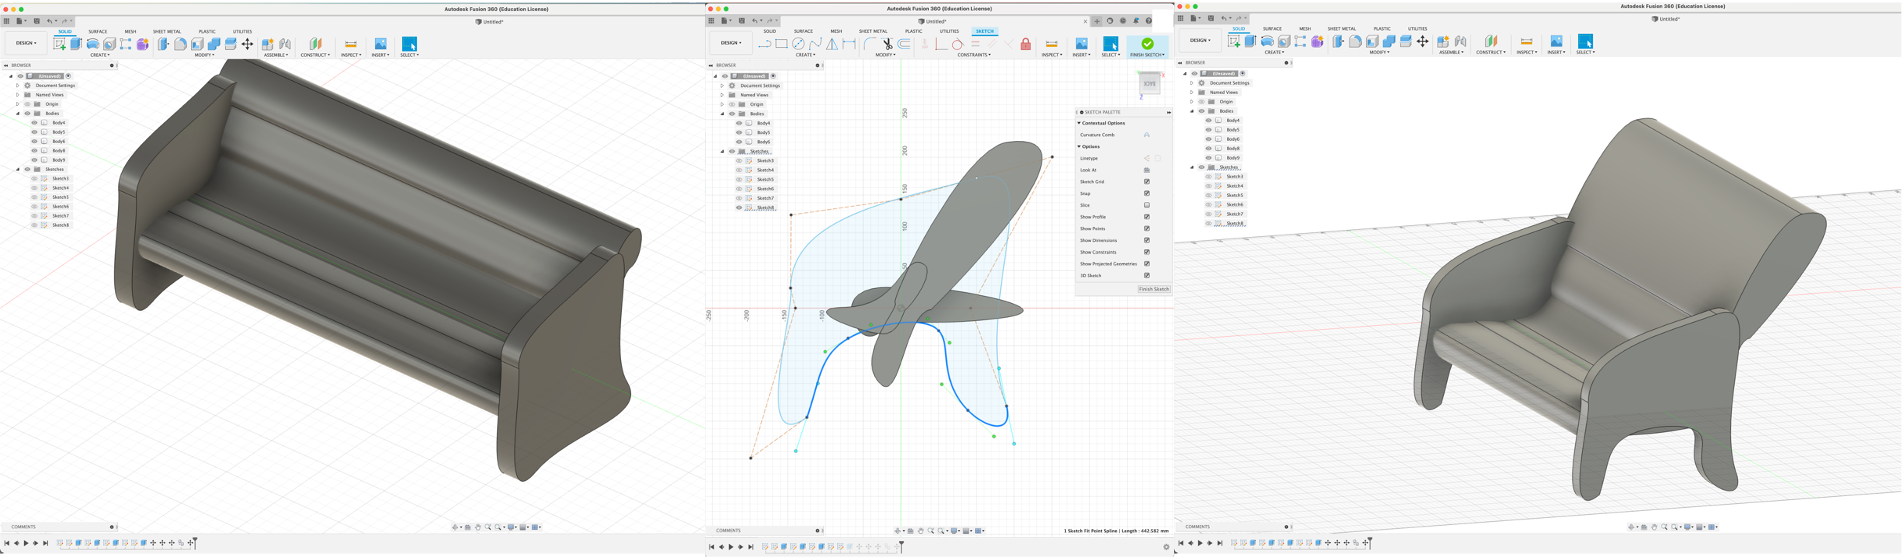 Autodesk Fusion 360 (Education License)
Untitled*
SOLID SURFACE MESH SHEET METAL PLASTIC UTILITIES
DESIGN
CREATE MODIFY ASSEMBLE CONSTRUCT INSPECT INSERT SELECT
BROWSER
(Unsaved)
Document Settings
Named Views
Origin
Bodies
Body4
Body5
Body6
Body8
Body9
Sketches
Sketch3
Sketch4
Sketch5
Sketch6
Sketch7
Sketch8
COMMENTS
Autodesk Fusion 360 (Education License)
Untitled*
SOLID SURFACE MESH SHEET METAL PLASTIC UTILITIES SKETCH
DESIGN
CREATE MODIFY CONSTRAINTS INSPECT INSERT SELECT FINISH SKETCH
BROWSER
(Unsaved)
Document Settings
Named Views
Origin
Bodies
Body4
Body5
Body6
Sketches
Sketch3
Sketch4
Sketch5
Sketch6
Sketch7
Sketch8
250
200
150
100
50
-250
-200
-150
-100
X
BACK
Z
SKETCH PALETTE
Contextual Options
Curvature Comb
Options
Linetype
Look At
Sketch Grid
Snap
Slice
Show Profile
Show Points
Show Dimensions
Show Constraints
Show Projected Geometries
3D Sketch
Finish Sketch
COMMENTS
1 Sketch Fit Point Spline | Length : 442.582 mm
Autodesk Fusion 360 (Education License)
Untitled*
SOLID SURFACE MESH SHEET METAL PLASTIC UTILITIES
DESIGN
CREATE MODIFY ASSEMBLE CONSTRUCT INSPECT INSERT SELECT
BROWSER
(Unsaved)
Document Settings
Named Views
Origin
Bodies
Body4
Body5
Body6
Body8
Body9
Sketches
Sketch3
Sketch4
Sketch5
Sketch6
Sketch7
Sketch8
COMMENTS